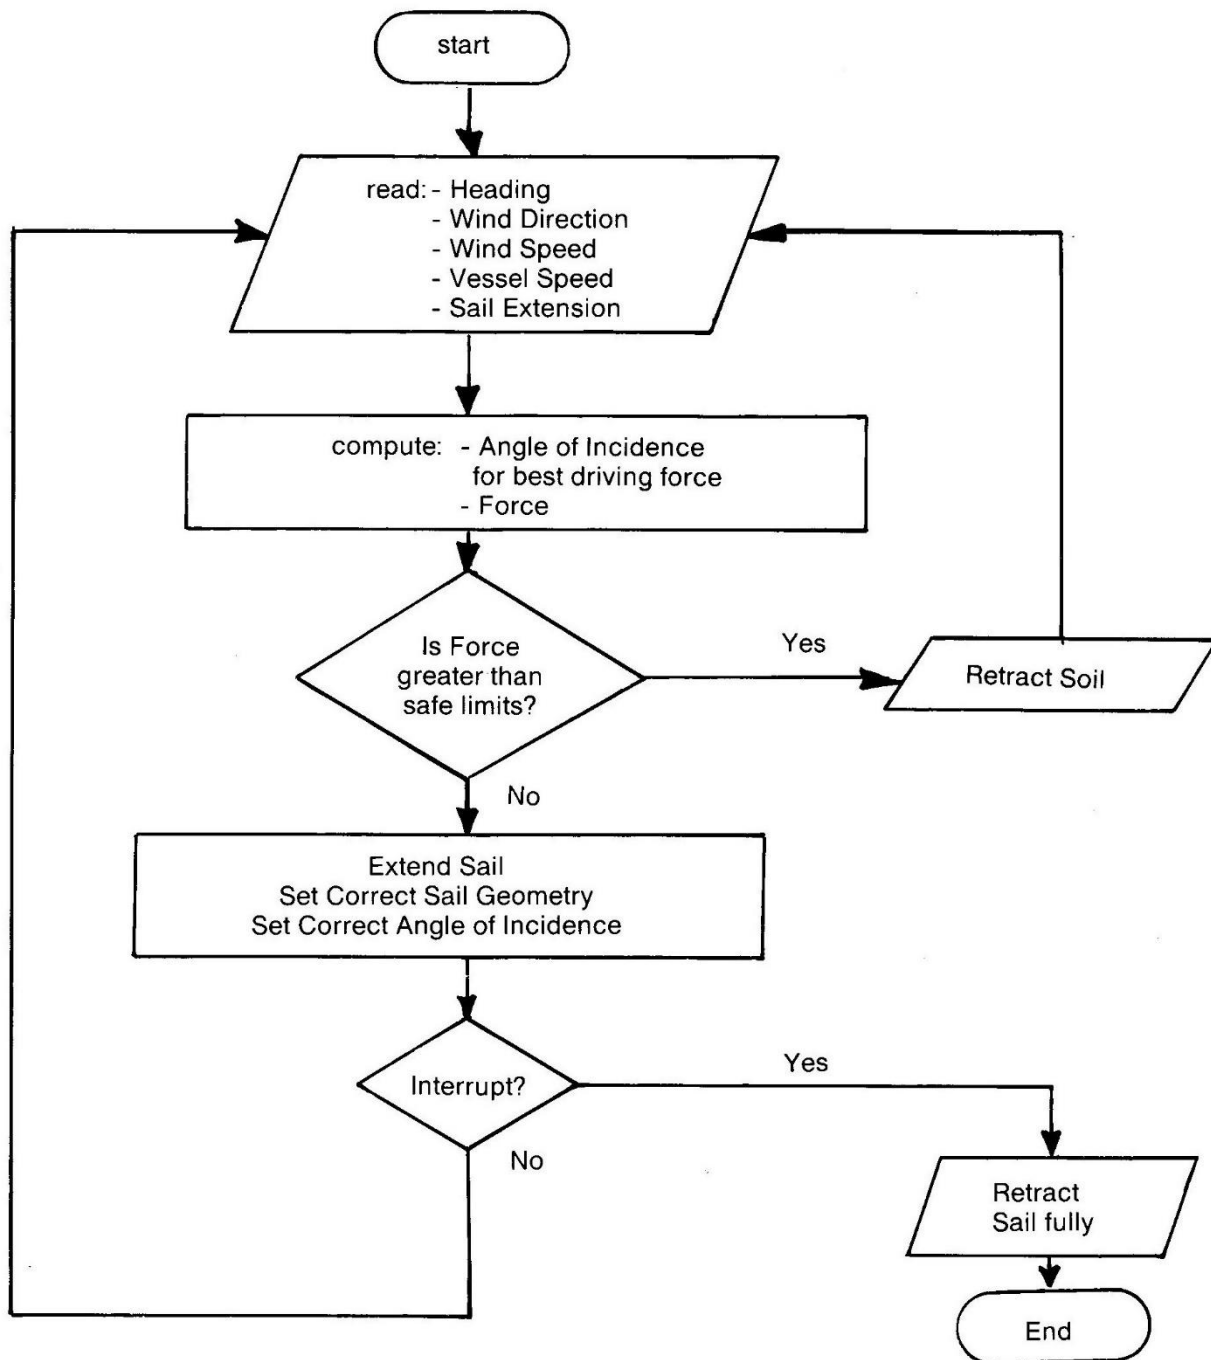 start
read: - Heading
- Wind Direction
- Wind Speed
- Vessel Speed
- Sail Extension
compute: - Angle of Incidence
for best driving force
- Force
Is Force
greater than
safe limits?
Yes
Retract Soil
No
Extend Sail
Set Correct Sail Geometry
Set Correct Angle of Incidence
Interrupt?
Yes
No
Retract
Sail fully
End